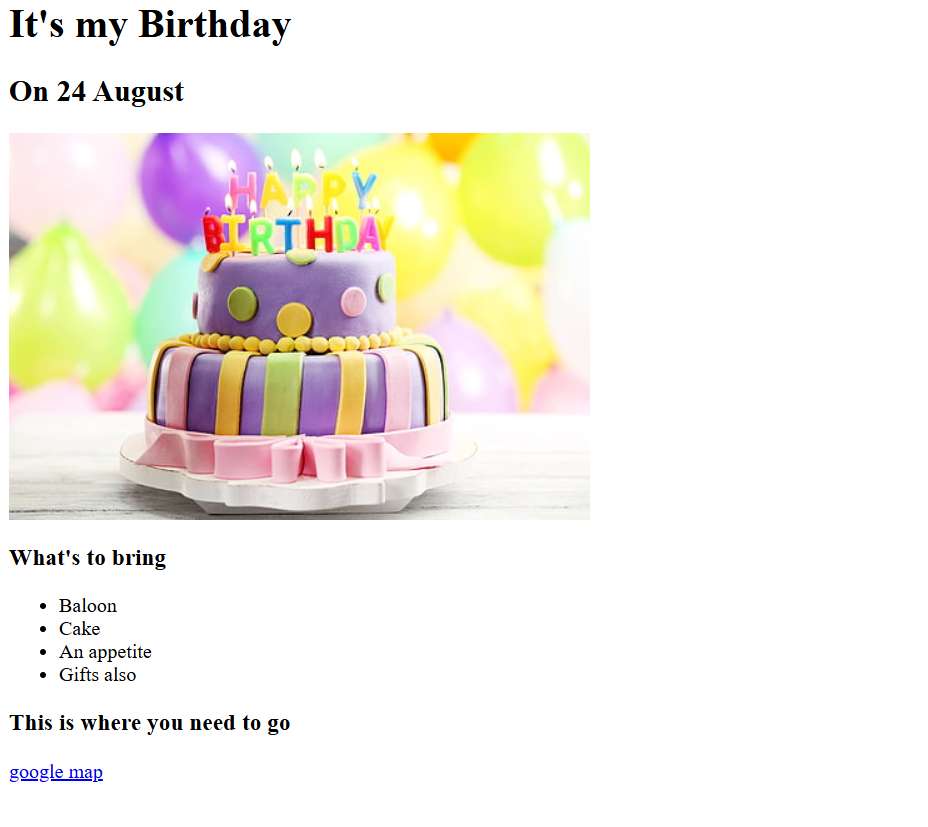 It's my Birthday
On 24 August
HAPPY
BIRTHDAY
What's to bring
Baloon
Cake
An appetite
Gifts also
This is where you need to go
google map